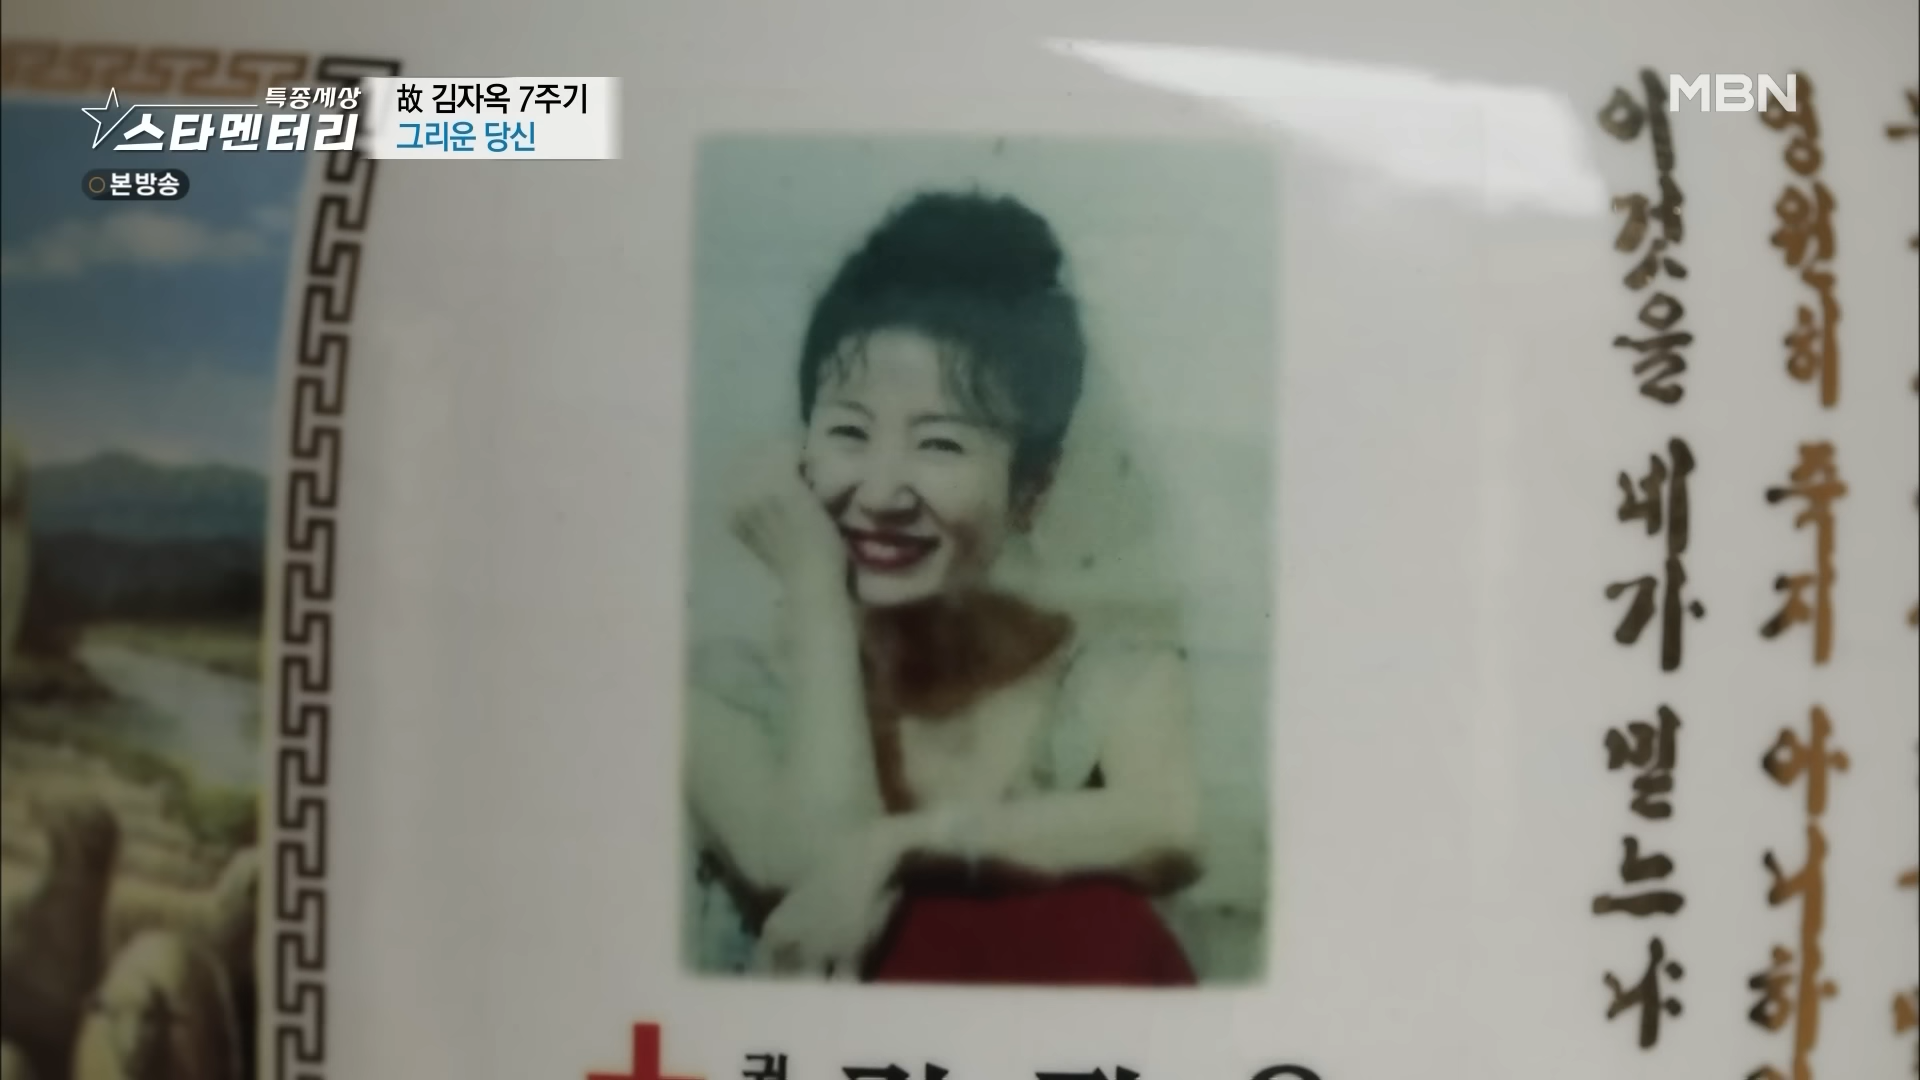 특종세상
스타멘터리
본방송
故 김자옥 7주기
그리운 당신
MBN
영원히 죽지 아니하
이것을 네가 믿느냐
권